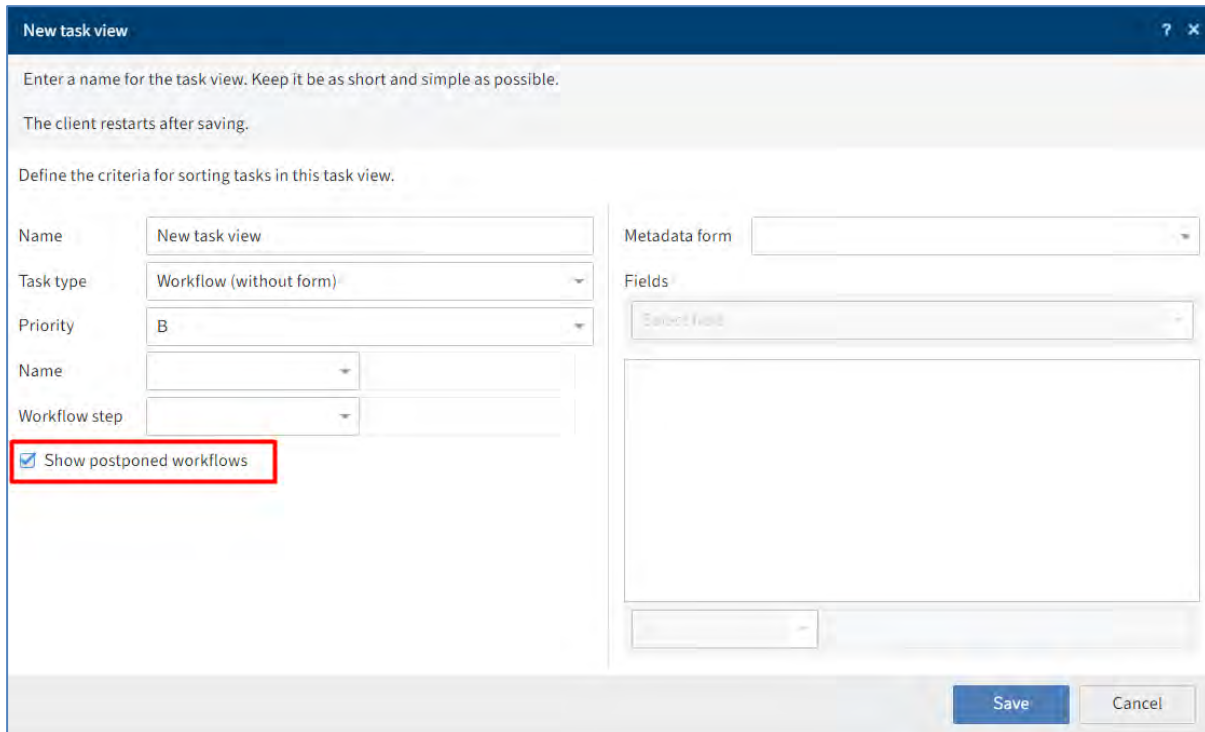 New task view
? ×
Enter a name for the task view. Keep it be as short and simple as possible.
The client restarts after saving.
Define the criteria for sorting tasks in this task view.
Name New task view
Task type Workflow (without form)
Priority B
Name
Workflow step
Show postponed workflows
Metadata form
Fields
Select field
Save Cancel